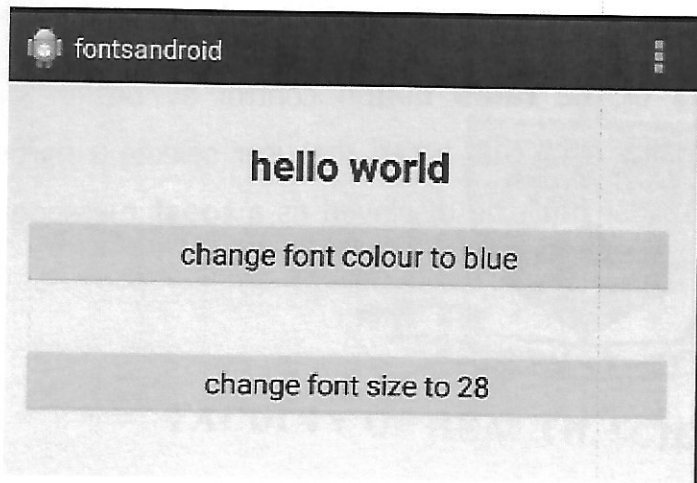 fontsandroid
hello world
change font colour to blue
change font size to 28